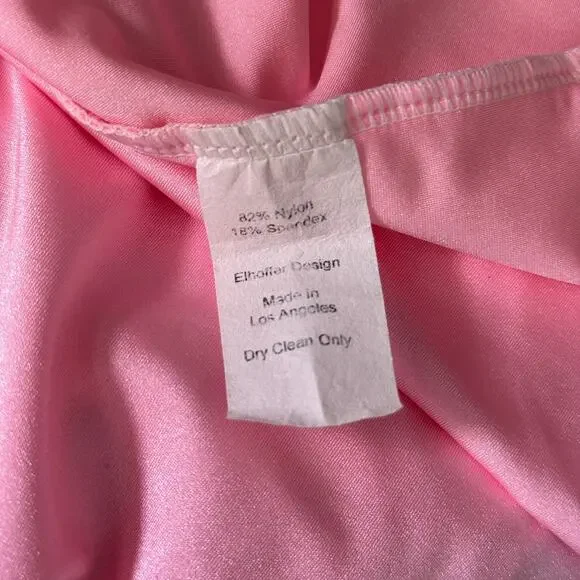 82% Nylon
18% Spandex
Elhoffer Design
Made in
Los Angeles
Dry Clean Only